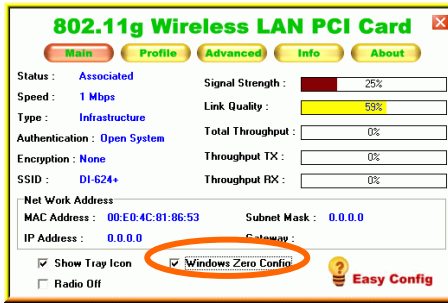 802.11g Wireless LAN PCI Card
Main Profile Advanced Info About
Status : Associated
Speed : 1 Mbps
Type : Infrastructure
Authentication : Open System
Encryption : None
SSID : DI-624+
Signal Strength : 25%
Link Quality : 59%
Total Throughput : 0%
Throughput TX : 0%
Throughput RX : 0%
Net Work Address
MAC Address : 00:E0:4C:81:86:53 Subnet Mask : 0.0.0.0
IP Address : 0.0.0.0 Gateway :
Show Tray Icon Windows Zero Config
Radio Off
Easy Config